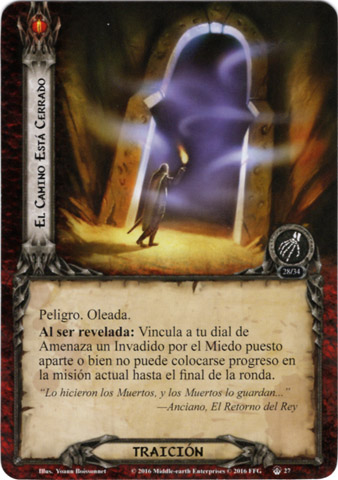 El Camino Está Cerrado
28/34
Peligro. Oleada.
Al ser revelada: Vincula a tu dial de
Amenaza un Invadido por el Miedo puesto
aparte o bien no puede colocarse progreso en
la misión actual hasta el final de la ronda.
"Lo hicieron los Muertos, y los Muertos lo guardan..."
—Anciano, El Retorno del Rey
TRAICIÓN
Illus. Yoann Boissonnet
© 2016 Middle-earth Enterprises © 2016 FFG
27